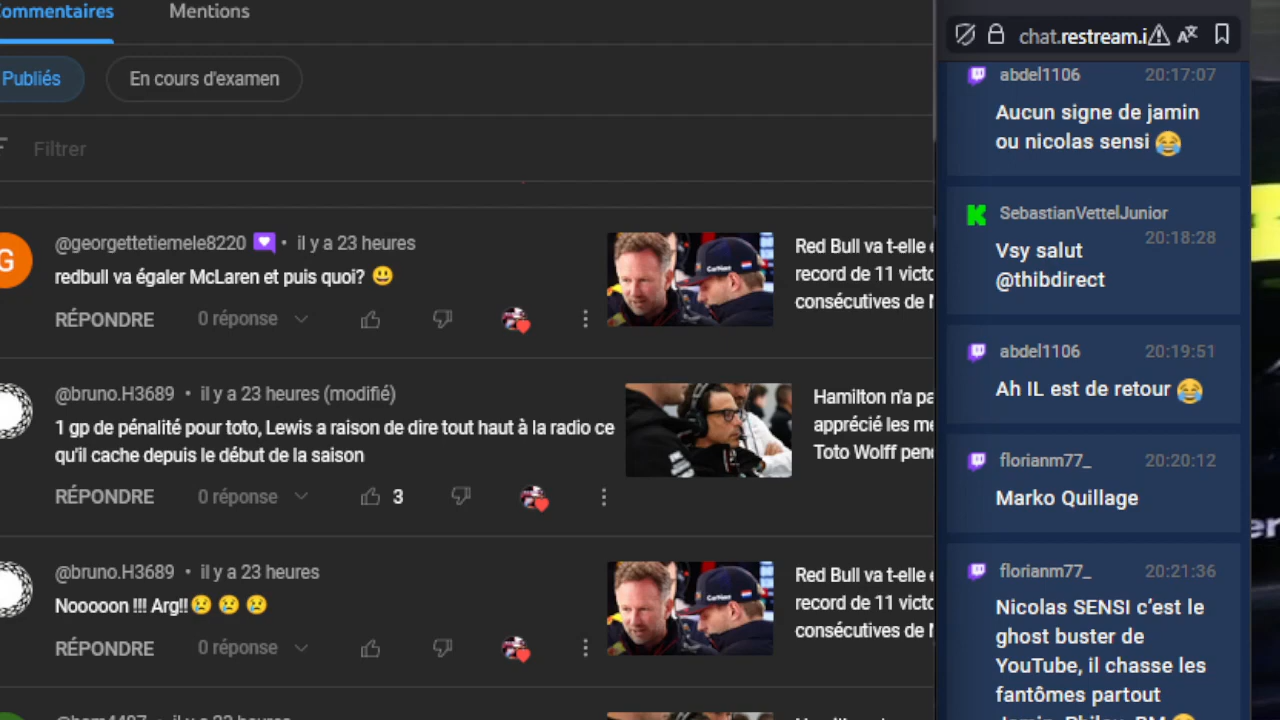 Commentaires
Mentions
Publiés
En cours d'examen
Filtrer
G
@georgettetiemele8220 • il y a 23 heures
redbull va égaler McLaren et puis quoi? 😃
RÉPONDRE
0 réponse
Red Bull va t-elle
record de 11
consécutives de
@bruno.H3689 • il y a 23 heures (modifié)
1 gp de pénalité pour toto, Lewis a raison de dire tout haut à la radio ce
qu'il cache depuis le début de la saison
RÉPONDRE
0 réponse
3
Hamilton n'a
apprécié les
Toto Wolff
@bruno.H3689 • il y a 23 heures
Nooooon !!! Arg!!😢 😢 😢
RÉPONDRE
0 réponse
Red Bull va t-elle
record de 11
consécutives de
chat.restream.i
abdel1106
20:17:07
Aucun signe de jamin
ou nicolas sensi 😂
SebastianVettelJunior
20:18:28
Vsy salut
@thibdirect
abdel1106
20:19:51
Ah IL est de retour 😂
florianm77_
20:20:12
Marko Quillage
florianm77_
20:21:36
Nicolas SENSI c'est le
ghost buster de
YouTube, il chasse les
fantômes partout